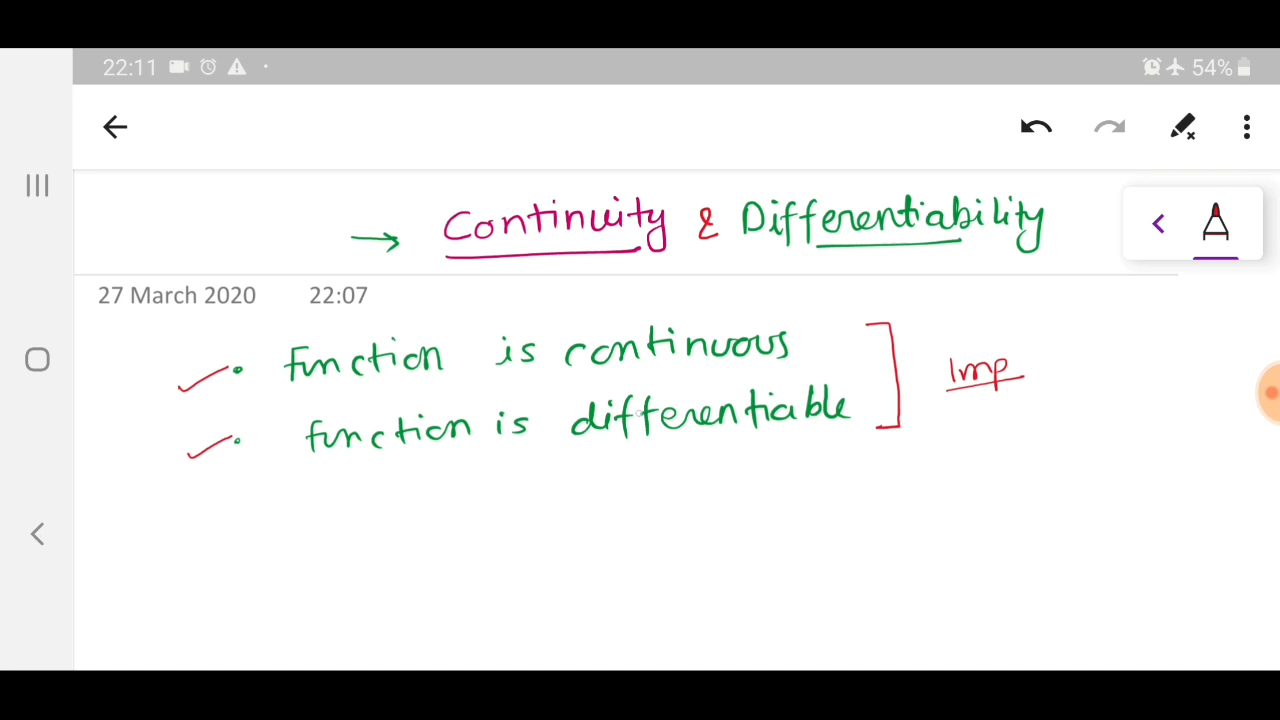 22:11 54%
→ Continuity & Differentiability
27 March 2020 22:07
• function is continuous
• function is differentiable
Imp